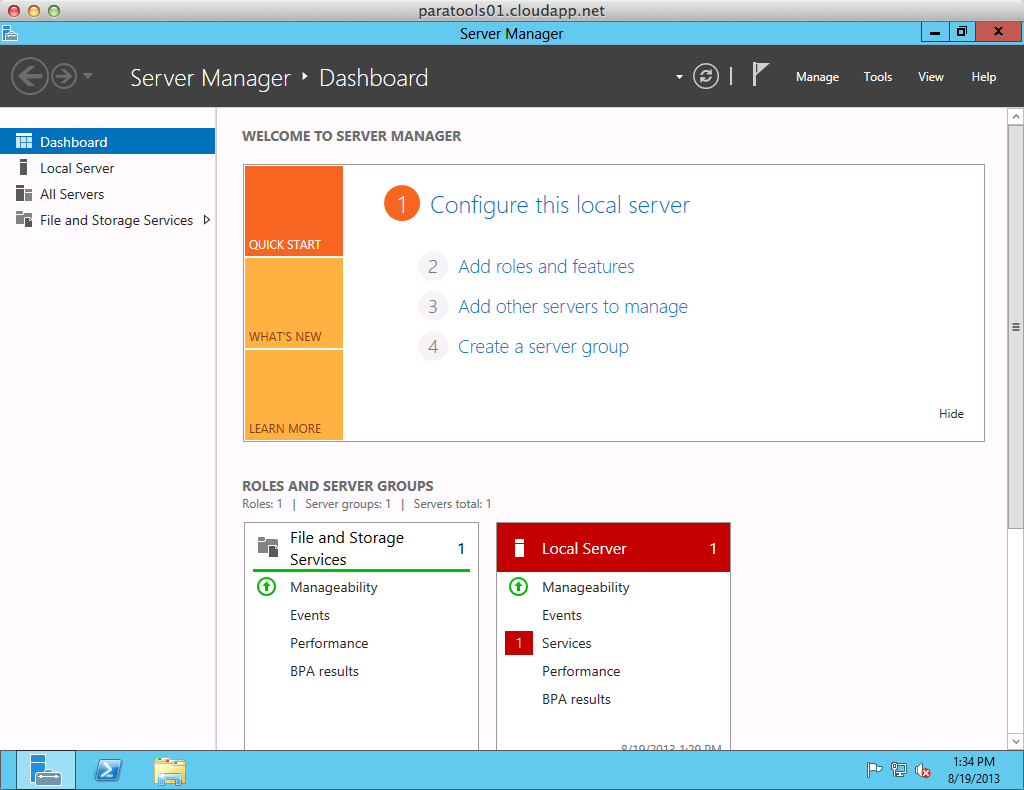 paratools01.cloudapp.net
Server Manager
Server Manager
Dashboard
Manage
Tools
View
Help
Dashboard
Local Server
All Servers
File and Storage Services
WELCOME TO SERVER MANAGER
QUICK START
WHAT'S NEW
LEARN MORE
1 Configure this local server
2 Add roles and features
3 Add other servers to manage
4 Create a server group
Hide
ROLES AND SERVER GROUPS
Roles: 1 | Server groups: 1 | Servers total: 1
File and Storage
Services
1
Manageability
Events
Performance
BPA results
Local Server 1
Manageability
Events
1 Services
Performance
BPA results
8/19/2013 1:29 PM
1:34 PM
8/19/2013